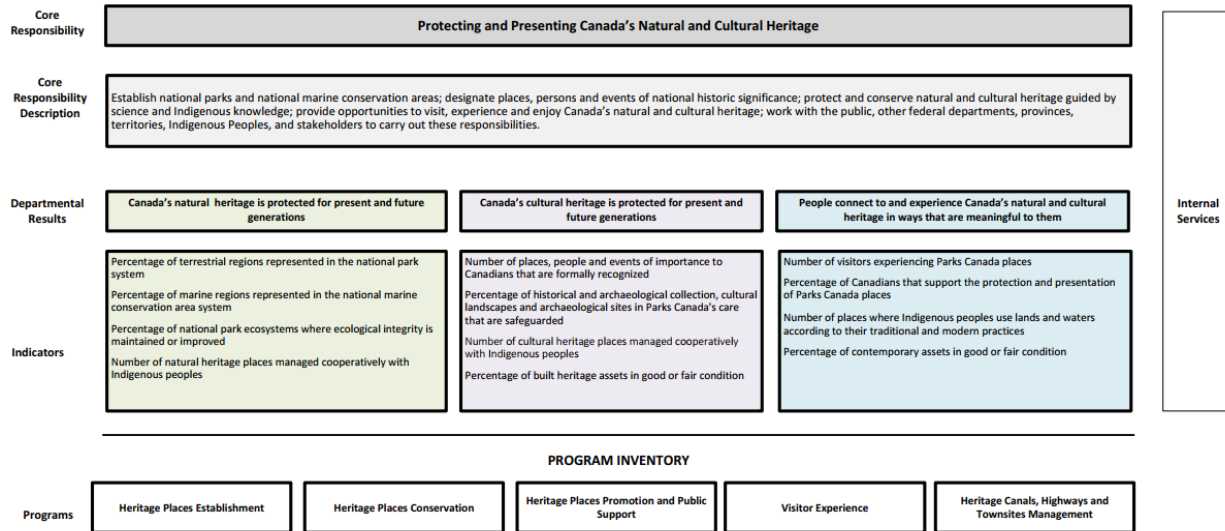 Core
Responsibility
Protecting and Presenting Canada's Natural and Cultural Heritage
Core
Responsibility
Description
Establish national parks and national marine conservation areas; designate places, persons and events of national historic significance; protect and conserve natural and cultural heritage guided by
science and Indigenous knowledge; provide opportunities to visit, experience and enjoy Canada's natural and cultural heritage; work with the public, other federal departments, provinces,
territories, Indigenous Peoples, and stakeholders to carry out these responsibilities.
Departmental
Results
Canada's natural heritage is protected for present and future
generations
Canada's cultural heritage is protected for present and
future generations
People connect to and experience Canada's natural and cultural
heritage in ways that are meaningful to them
Internal
Services
Indicators
Percentage of terrestrial regions represented in the national park
system
Percentage of marine regions represented in the national marine
conservation area system
Percentage of national park ecosystems where ecological integrity is
maintained or improved
Number of natural heritage places managed cooperatively with
Indigenous peoples
Number of places, people and events of importance to
Canadians that are formally recognized
Percentage of historical and archaeological collection, cultural
landscapes and archaeological sites in Parks Canada's care
that are safeguarded
Number of cultural heritage places managed cooperatively
with Indigenous peoples
Percentage of built heritage assets in good or fair condition
Number of visitors experiencing Parks Canada places
Percentage of Canadians that support the protection and presentation
of Parks Canada places
Number of places where Indigenous peoples use lands and waters
according to their traditional and modern practices
Percentage of contemporary assets in good or fair condition
PROGRAM INVENTORY
Programs
Heritage Places Establishment
Heritage Places Conservation
Heritage Places Promotion and Public
Support
Visitor Experience
Heritage Canals, Highways and
Townsites Management